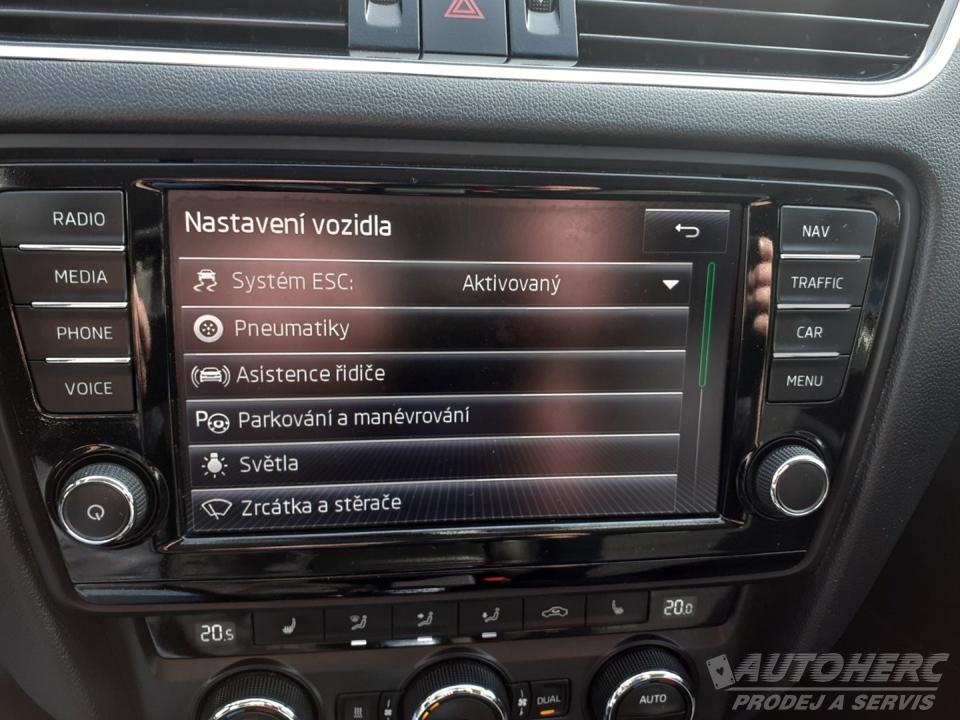 Nastavení vozidla
Systém ESC: Aktivovaný
Pneumatiky
Asistence řidiče
Parkování a manévrování
Světla
Zrcátka a stěrače
RADIO
MEDIA
PHONE
VOICE
NAV
TRAFFIC
CAR
MENU
20.5
20.0
DUAL
AUTO
AUTOHERC
PRODEJ A SERVIS